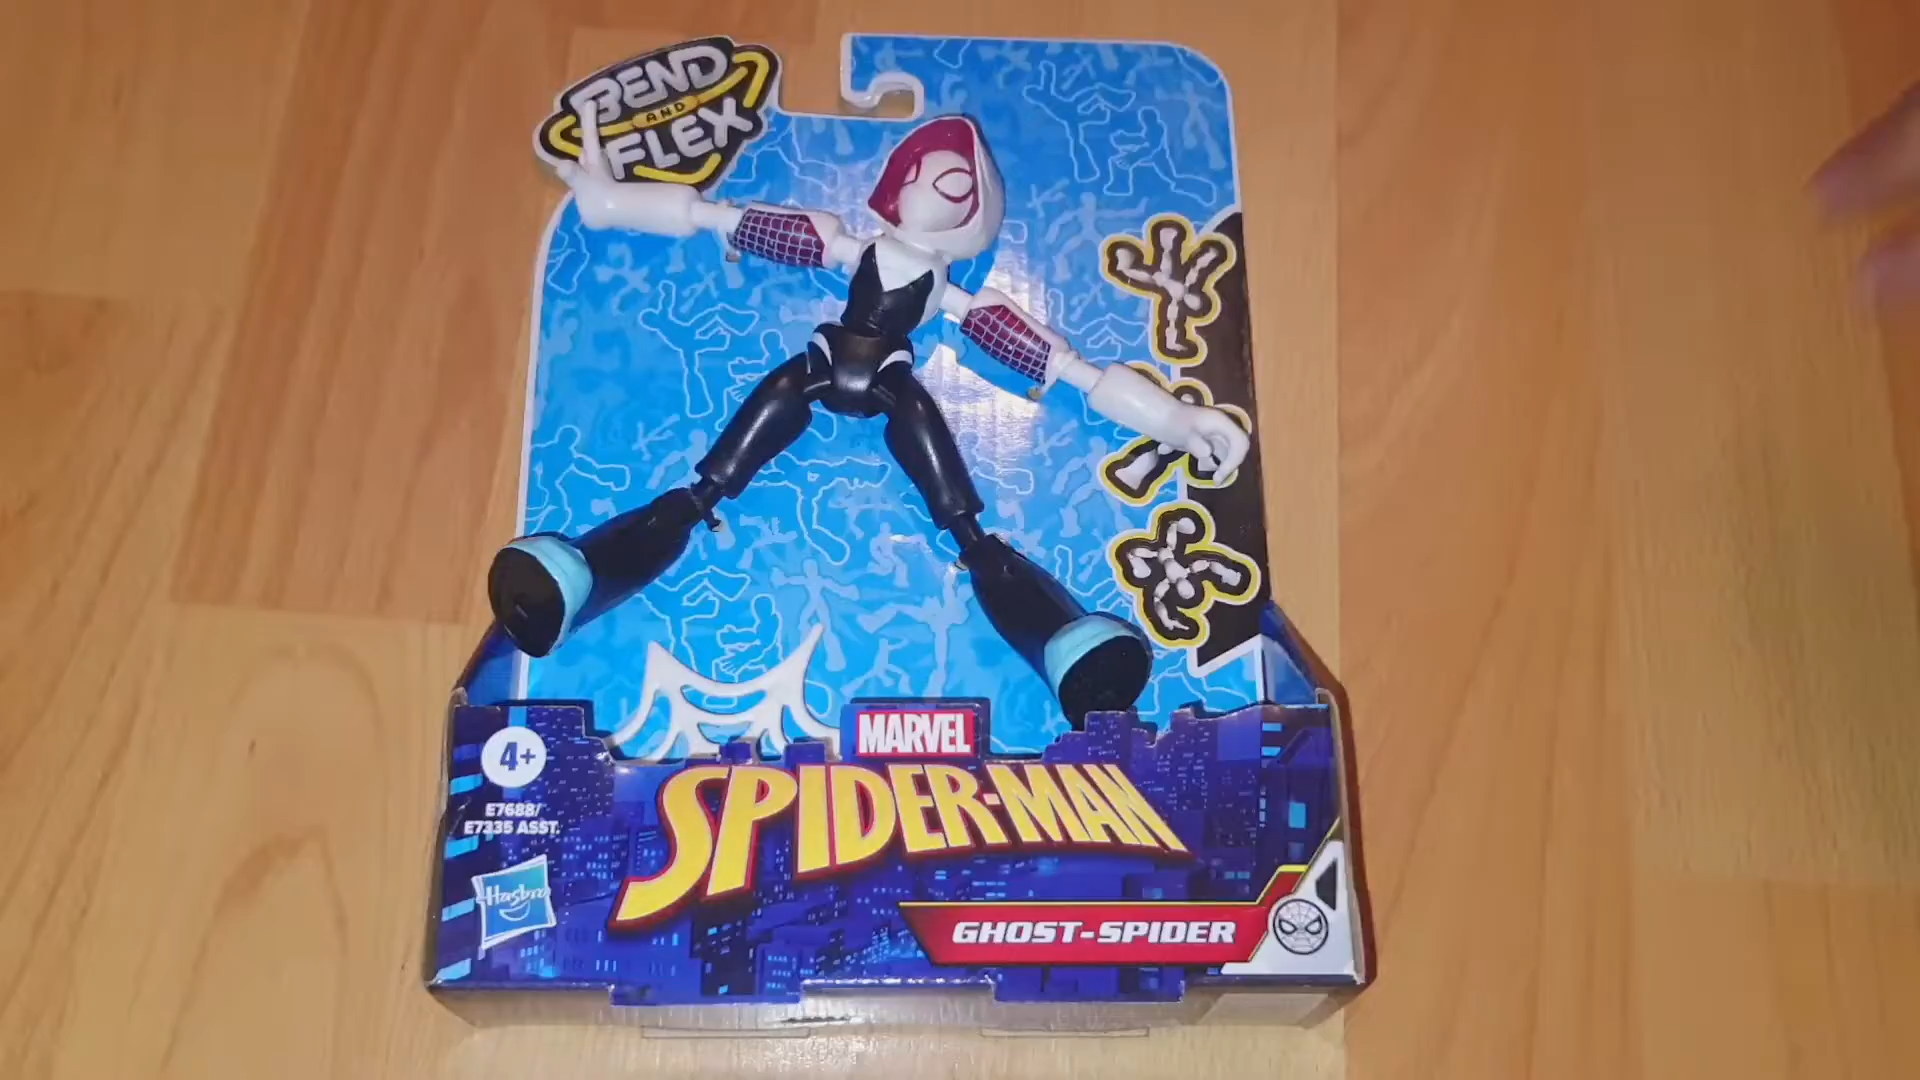 BEND
AND
FLEX
MARVEL
SPIDER-MAN
4+
E7688/
E7335 ASST.
Hasbro
GHOST-SPIDER